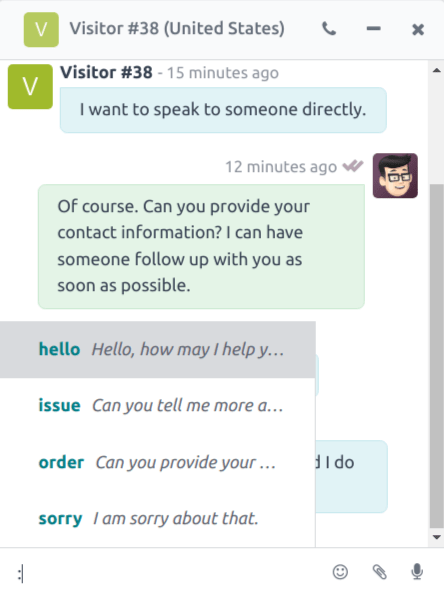 V Visitor #38 (United States)
V Visitor #38 - 15 minutes ago
I want to speak to someone directly.
12 minutes ago
Of course. Can you provide your
contact information? I can have
someone follow up with you as
soon as possible.
hello Hello, how may I help y...
issue Can you tell me more a...
order Can you provide your ...
d I do
sorry I am sorry about that.
: